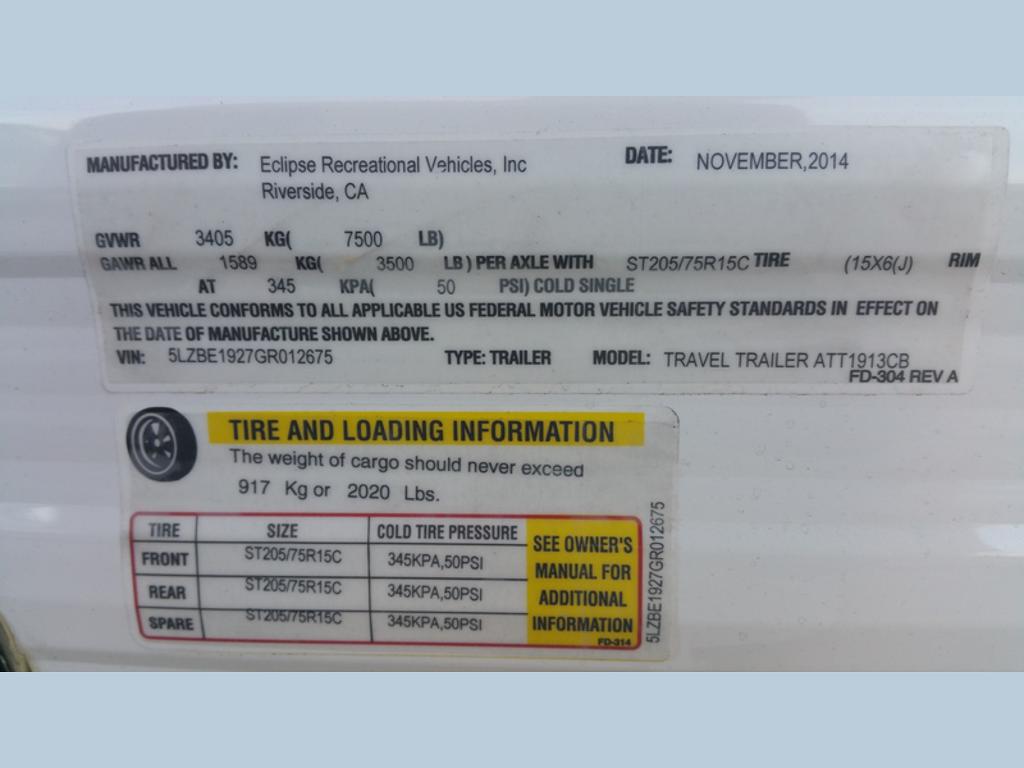 MANUFACTURED BY: Eclipse Recreational Vehicles, Inc DATE: NOVEMBER,2014
Riverside, CA
GVWR 3405 KG( 7500 LB)
GAWR ALL 1589 KG( 3500 LB) PER AXLE WITH ST205/75R15C TIRE (15X6(J) RIM
AT 345 KPA( 50 PSI) COLD SINGLE
THIS VEHICLE CONFORMS TO ALL APPLICABLE US FEDERAL MOTOR VEHICLE SAFETY STANDARDS IN EFFECT ON
THE DATE OF MANUFACTURE SHOWN ABOVE.
VIN: 5LZBE1927GR012675 TYPE: TRAILER MODEL: TRAVEL TRAILER ATT1913CB
FD-304 REV A
TIRE AND LOADING INFORMATION
The weight of cargo should never exceed
917 Kg or 2020 Lbs.
TIRE SIZE COLD TIRE PRESSURE
FRONT ST205/75R15C 345KPA,50PSI
REAR ST205/75R15C 345KPA,50PSI
SPARE ST205/75R15C 345KPA,50PSI
SEE OWNER'S
MANUAL FOR
ADDITIONAL
INFORMATION
FD-314
5LZBE1927GR012675